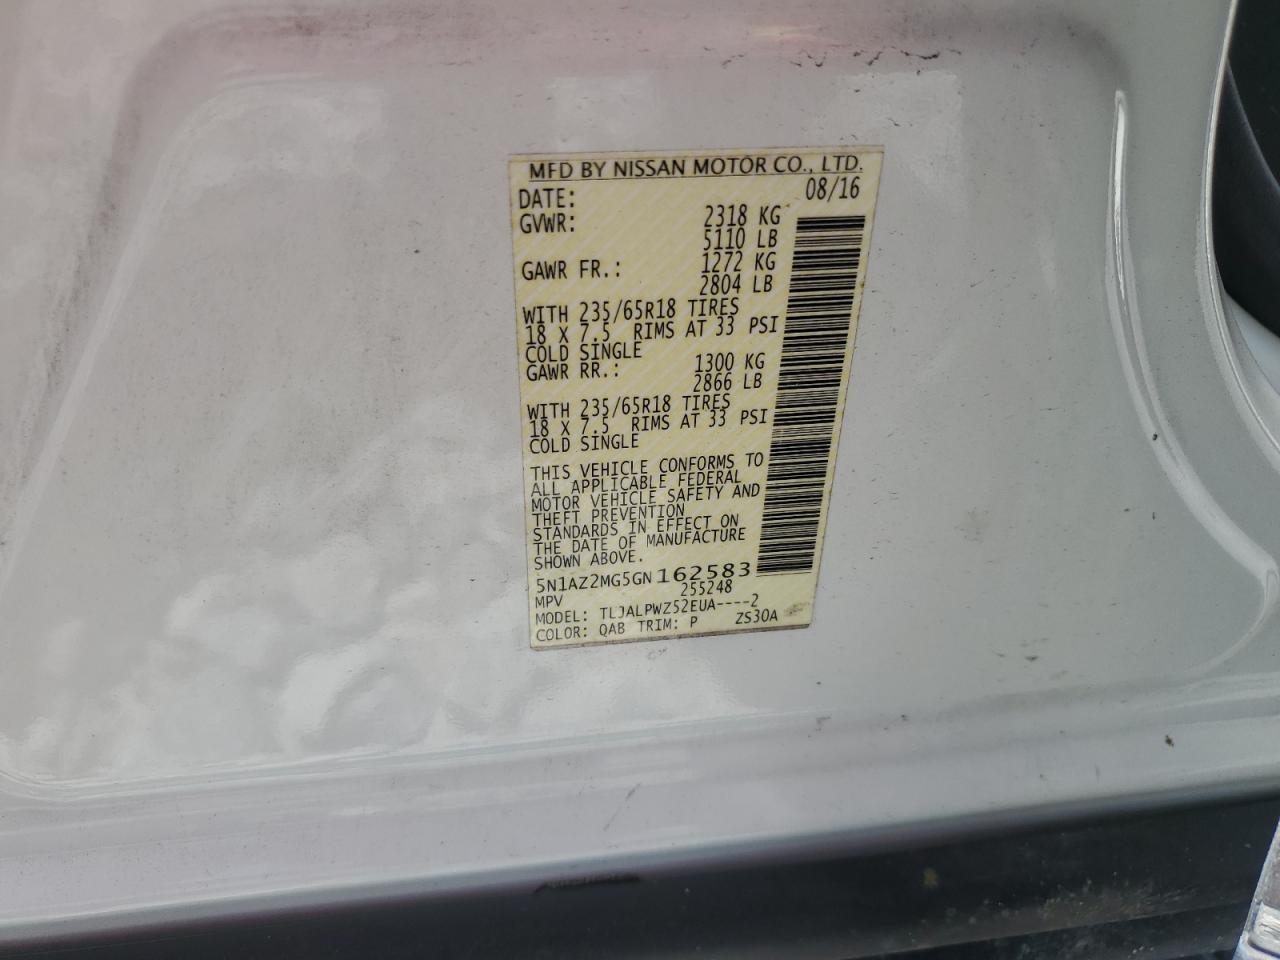 MFD BY NISSAN MOTOR CO., LTD.
DATE: 08/16
GVWR: 2318 KG
5110 LB
GAWR FR.: 1272 KG
2804 LB
WITH 235/65R18 TIRES
18 X 7.5 RIMS AT 33 PSI
COLD SINGLE
GAWR RR.: 1300 KG
2866 LB
WITH 235/65R18 TIRES
18 X 7.5 RIMS AT 33 PSI
COLD SINGLE
THIS VEHICLE CONFORMS TO
ALL APPLICABLE FEDERAL
MOTOR VEHICLE SAFETY AND
THEFT PREVENTION
STANDARDS IN EFFECT ON
THE DATE OF MANUFACTURE
SHOWN ABOVE.
5N1AZ2MG5GN162583
MPV 255248
MODEL: TLJALPWZ52EUA----2
COLOR: QAB TRIM: P ZS30A